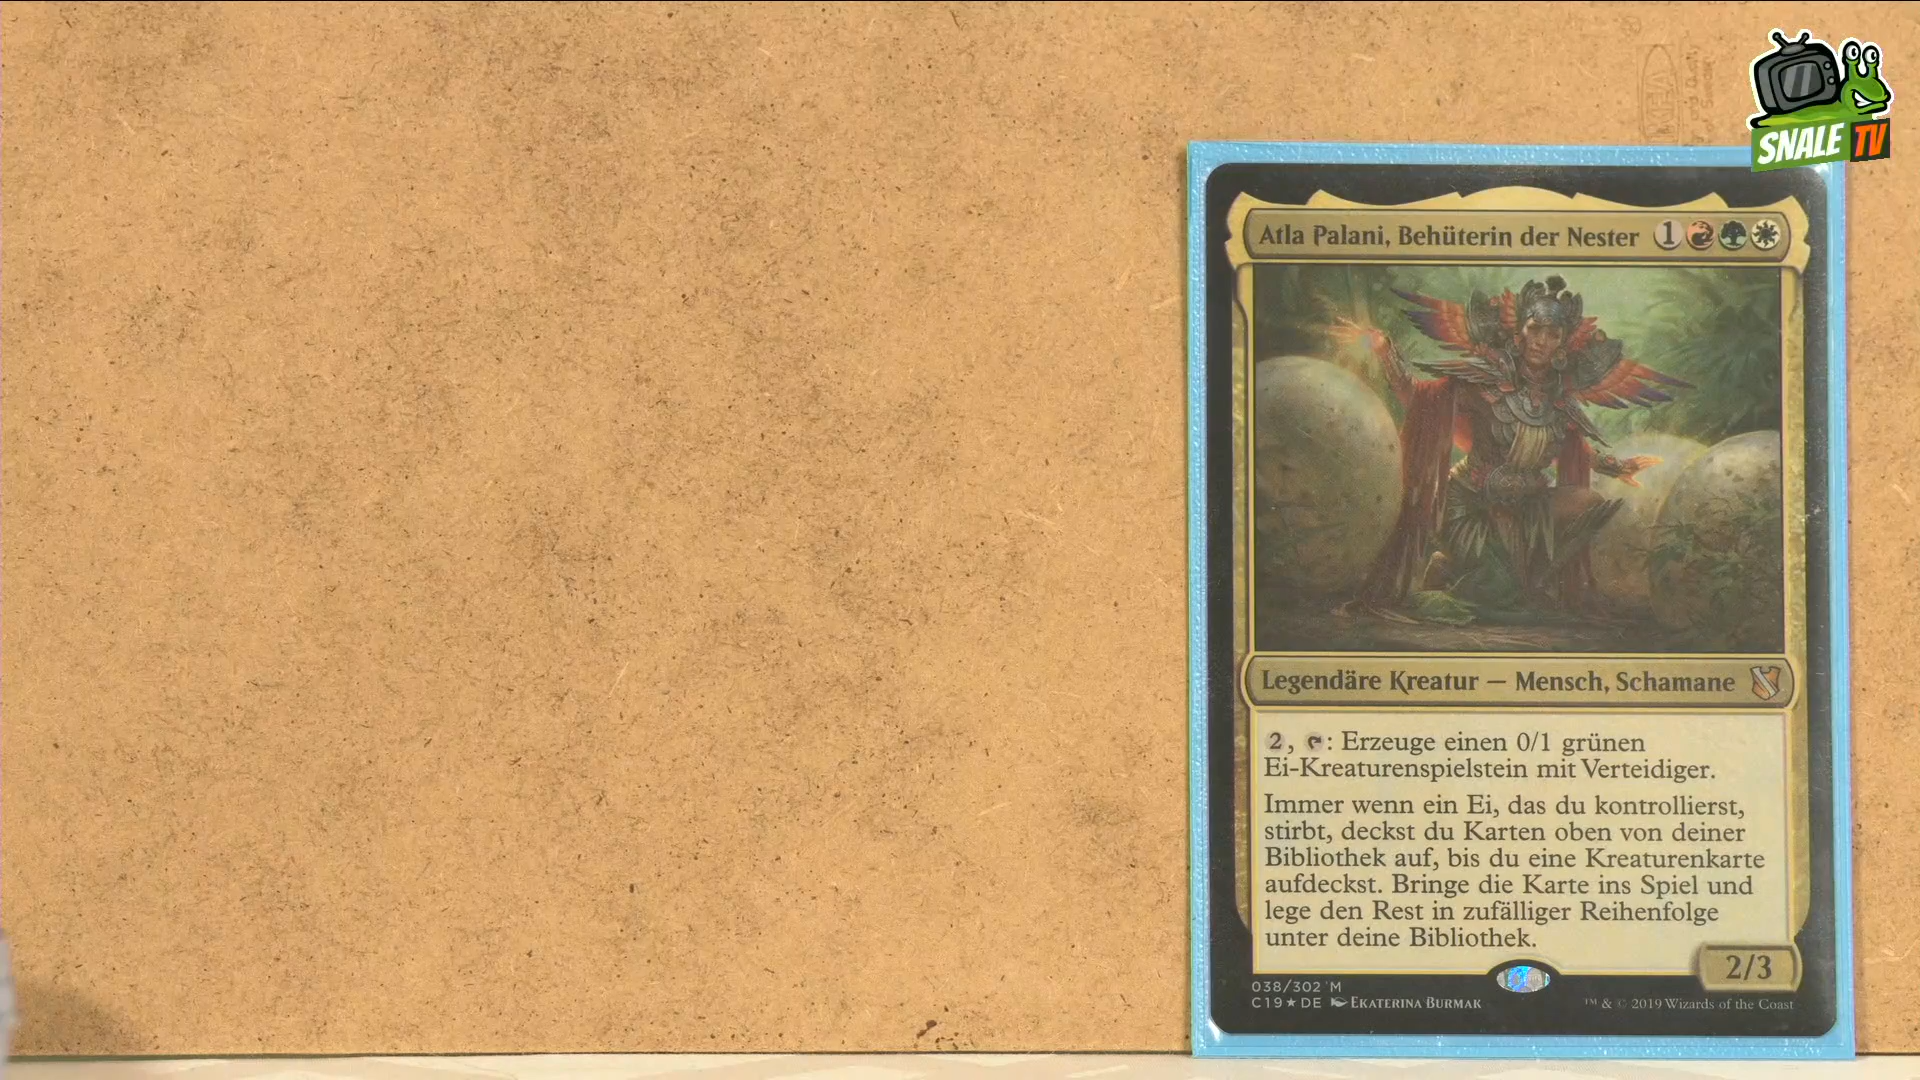 SNALE TV
IKEA
Atla Palani, Behüterin der Nester 1
Legendäre Kreatur — Mensch, Schamane
2, : Erzeuge einen 0/1 grünen
Ei-Kreaturenspielstein mit Verteidiger.
Immer wenn ein Ei, das du kontrollierst,
stirbt, deckst du Karten oben von deiner
Bibliothek auf, bis du eine Kreaturenkarte
aufdeckst. Bringe die Karte ins Spiel und
lege den Rest in zufälliger Reihenfolge
unter deine Bibliothek.
2/3
038/302 M
C19★DE EKATERINA BURMAK
™ & © 2019 Wizards of the Coast